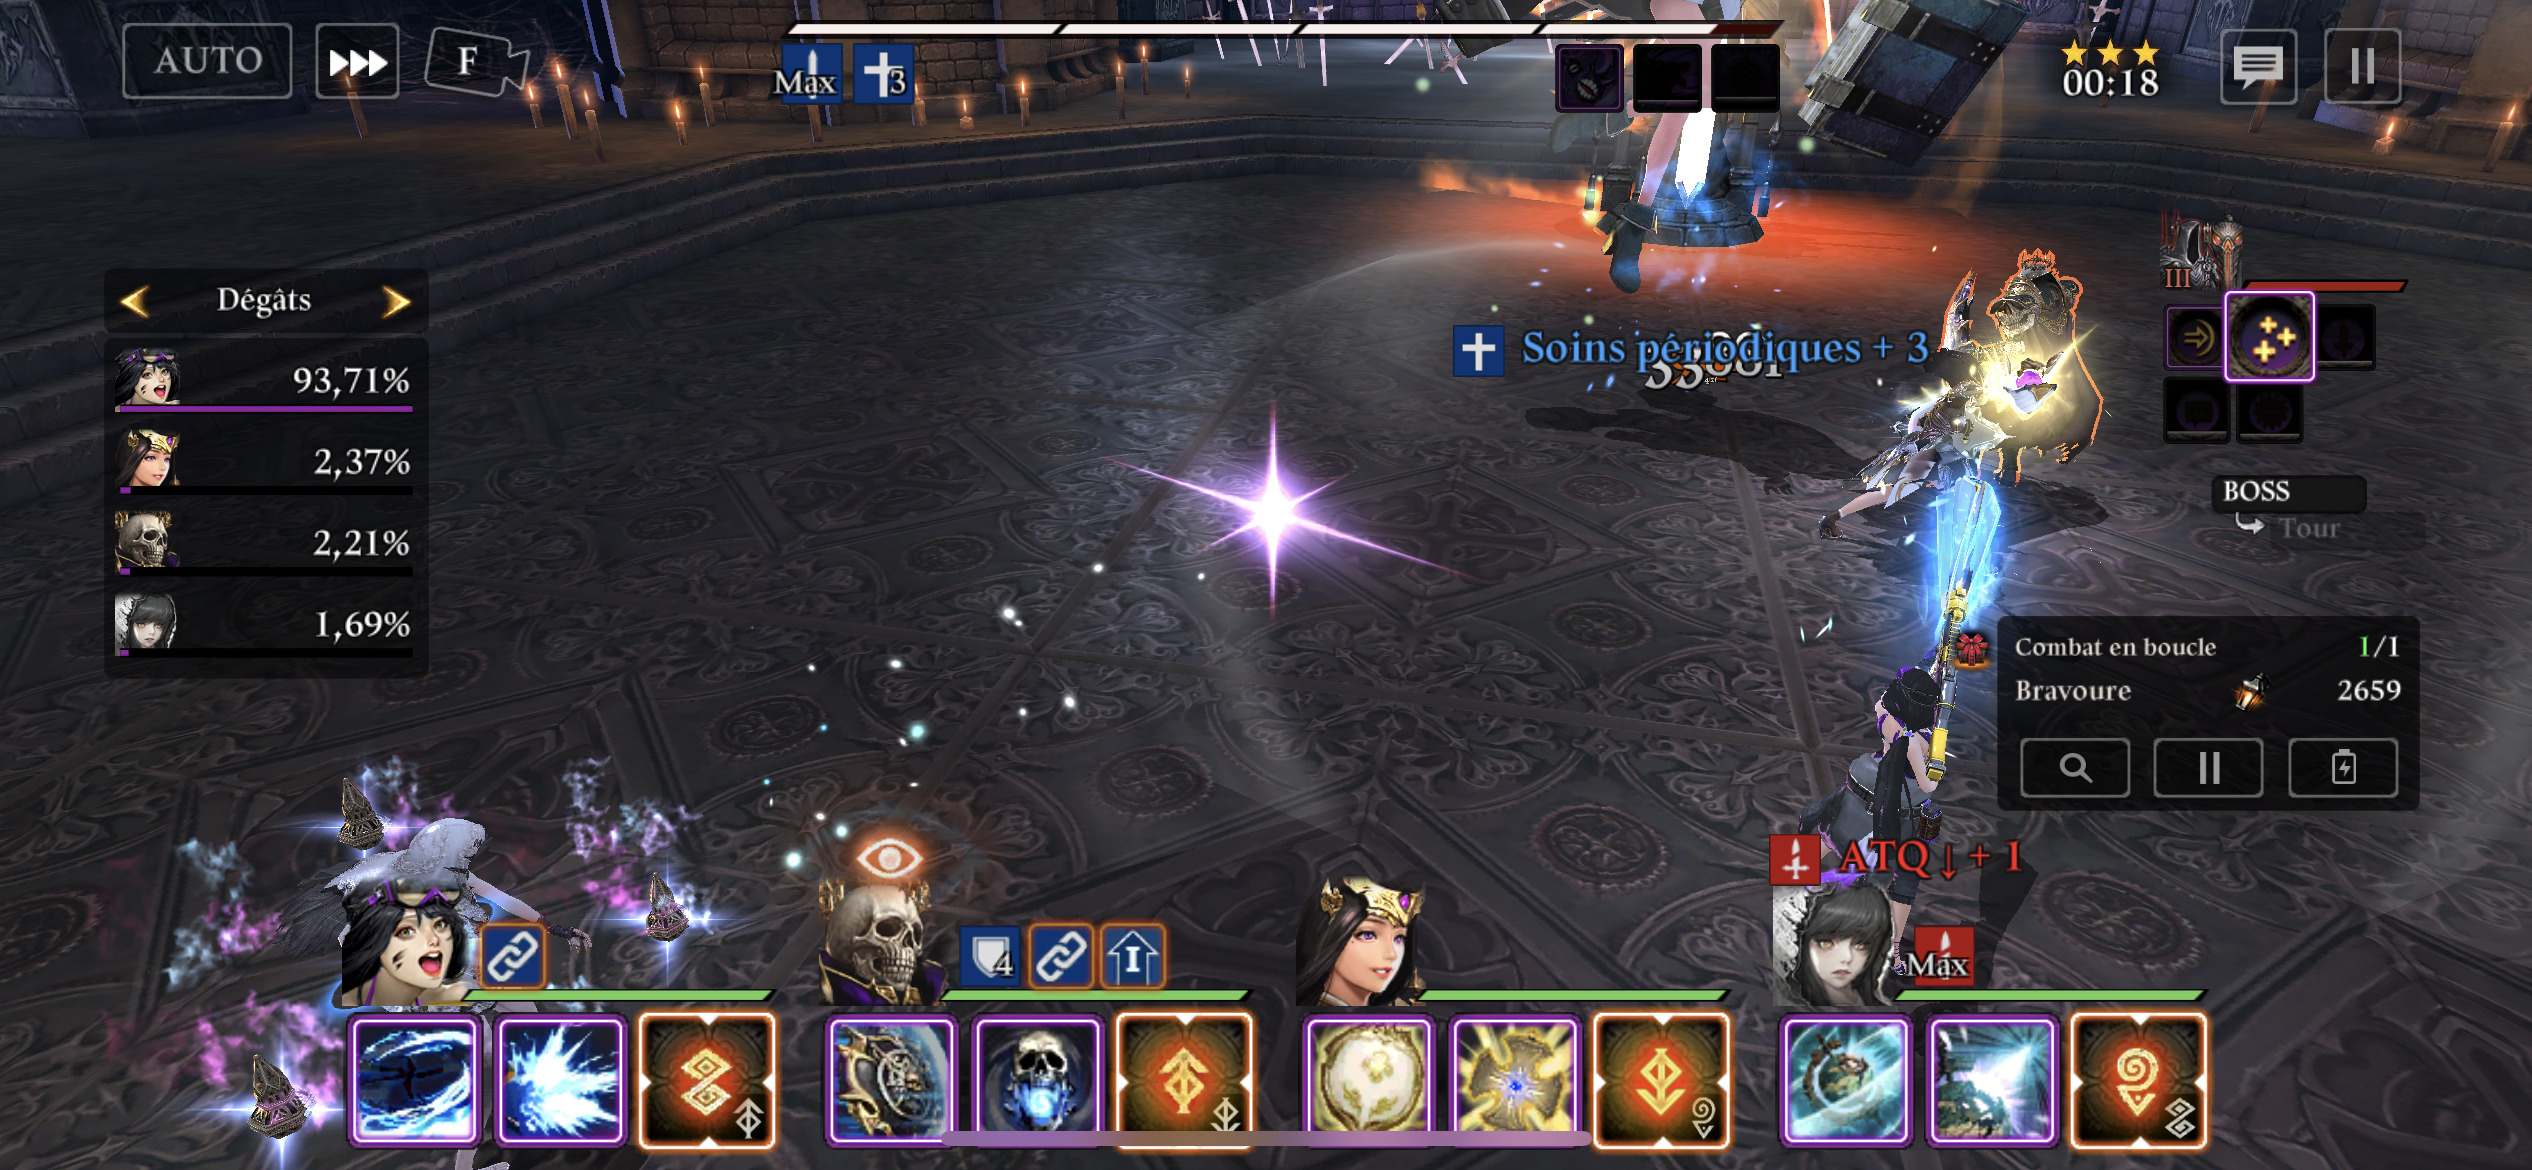 AUTO
F
Max
3
00:18
Dégâts
93,71%
2,37%
2,21%
1,69%
Soins périodiques + 3
III
BOSS
Tour
Combat en boucle 1/1
Bravoure 2659
ATQ ↓ + 1
4
I
Max